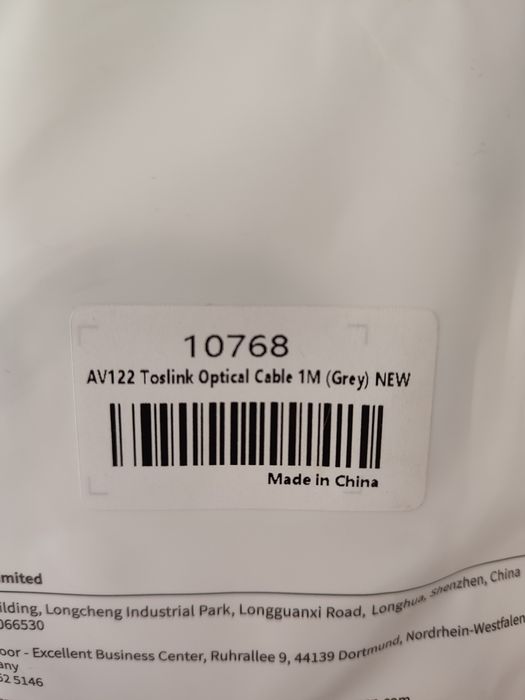 10768
AV122 Toslink Optical Cable 1M (Grey) NEW
Made in China
mited
ilding, Longcheng Industrial Park, Longguanxi Road, Longhua, Shenzhen, China
066530
oor - Excellent Business Center, Ruhrallee 9, 44139 Dortmund, Nordrhein-Westfalen
any
52 5146